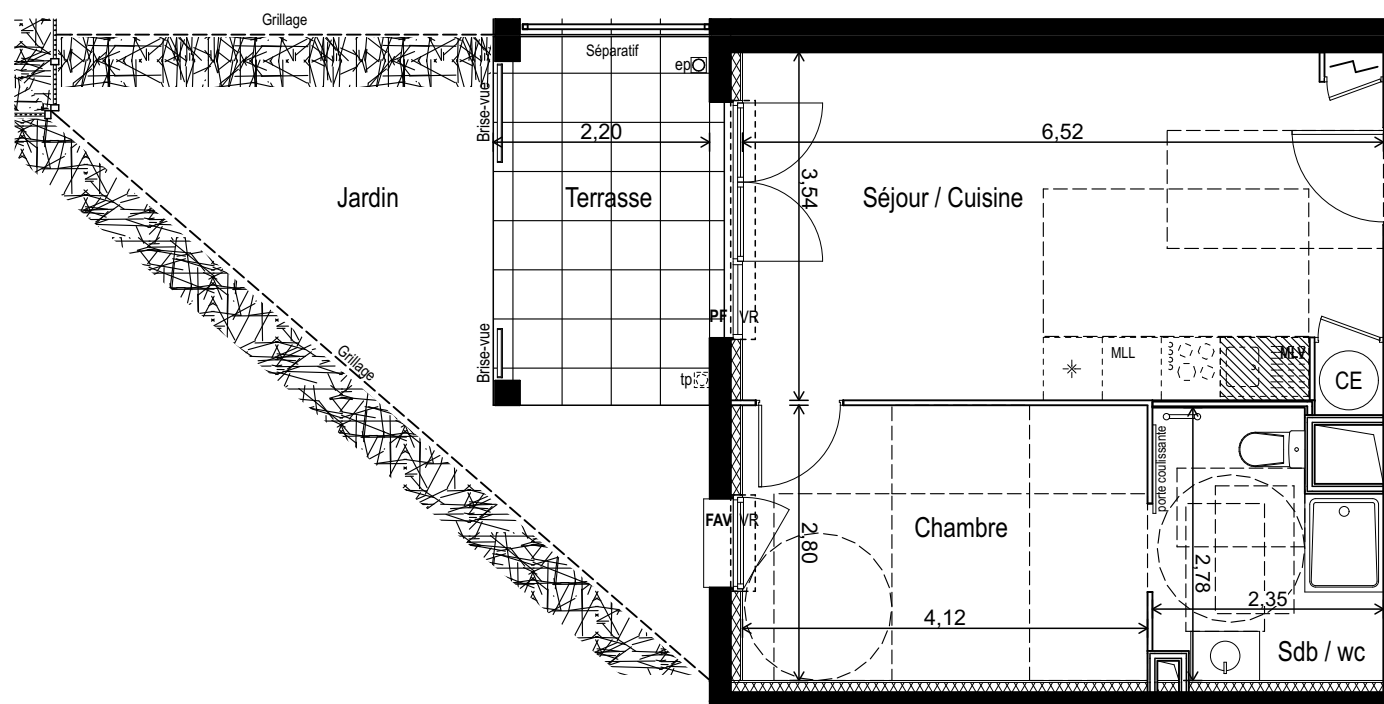 Grillage
Séparatif
ep
Brise-vue
2,20
6,52
3,54
Jardin
Terrasse
Séjour / Cuisine
PF VR
Brise-vue
Grillage
MLL
MLV
tp
CE
porte coulissante
FAV VR
Chambre
2,80
2,78
2,35
4,12
Sdb / wc